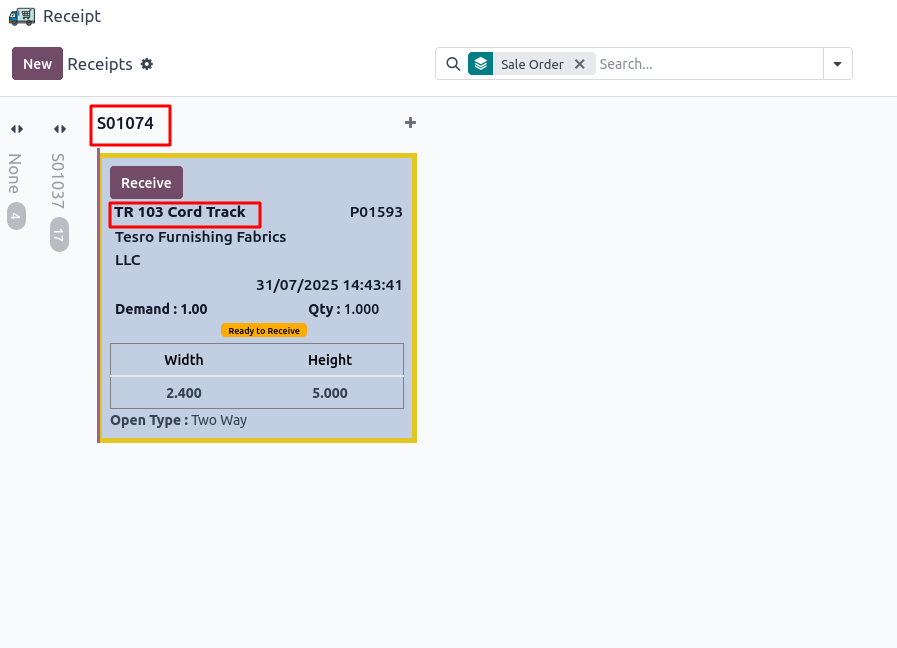 Receipt
New Receipts
Sale Order Search...
None 4
S01037 17
S01074
Receive
TR 103 Cord Track P01593
Tesro Furnishing Fabrics
LLC
31/07/2025 14:43:41
Demand : 1.00 Qty : 1.000
Ready to Receive
Width Height
2.400 5.000
Open Type : Two Way